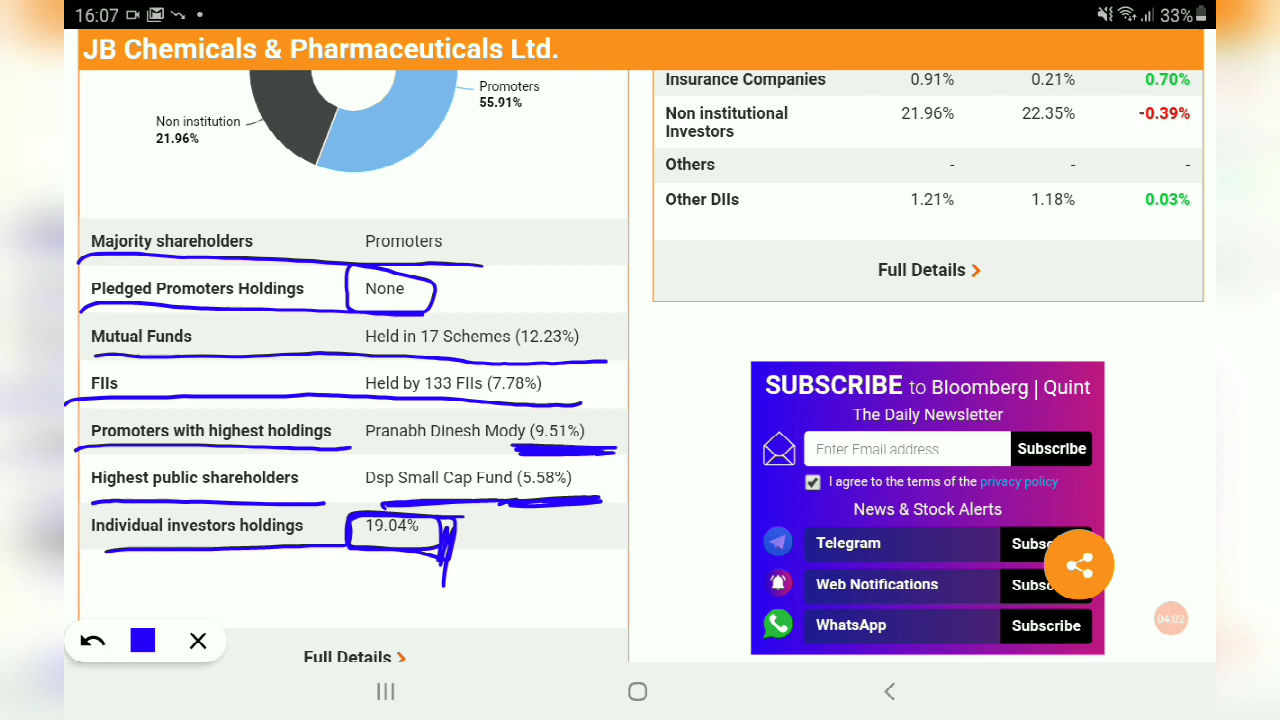 16:07
33%
JB Chemicals & Pharmaceuticals Ltd.
Promoters
55.91%
Non institution
21.96%
Majority shareholders Promoters
Pledged Promoters Holdings None
Mutual Funds Held in 17 Schemes (12.23%)
FIIs Held by 133 FIIs (7.78%)
Promoters with highest holdings Pranabh Dinesh Mody (9.51%)
Highest public shareholders Dsp Small Cap Fund (5.58%)
Individual investors holdings 19.04%
Full Details
Insurance Companies 0.91% 0.21% 0.70%
Non institutional 21.96% 22.35% -0.39%
Investors
Others - - -
Other DIIs 1.21% 1.18% 0.03%
Full Details
SUBSCRIBE to Bloomberg | Quint
The Daily Newsletter
Enter Email address Subscribe
I agree to the terms of the privacy policy
News & Stock Alerts
Telegram Subsc
Web Notifications Subsc
WhatsApp Subscribe
04:02